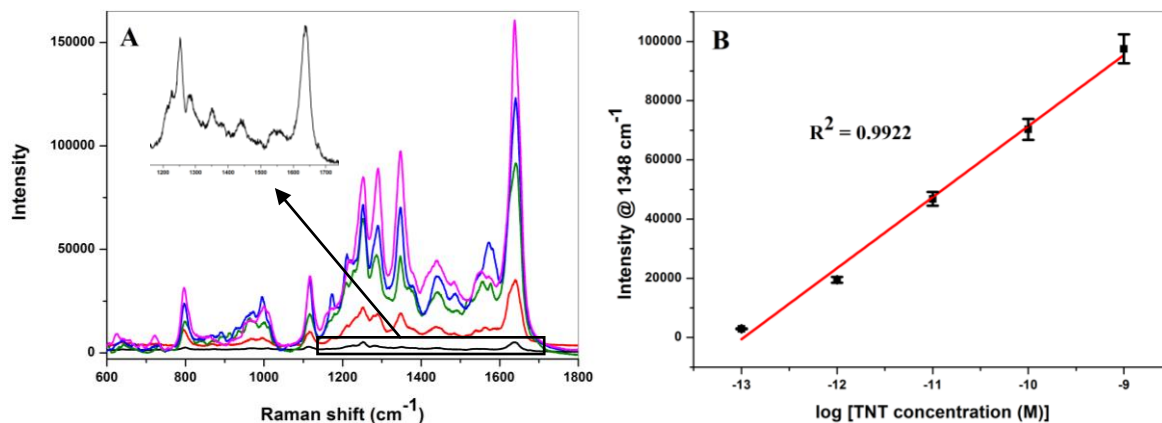 A
150000
100000
50000
0
Intensity
600 800 1000 1200 1400 1600 1800
Raman shift (cm-1)
1200 1300 1400 1500 1600 1700
B
100000
80000
60000
40000
20000
0
Intensity @ 1348 cm-1
R2 = 0.9922
-13 -12 -11 -10 -9
log [TNT concentration (M)]